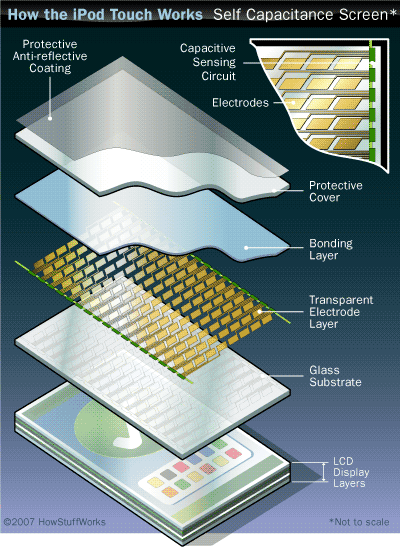 How the iPod Touch Works Self Capacitance Screen*
Protective
Anti-reflective
Coating
Capacitive
Sensing
Circuit
Electrodes
Protective
Cover
Bonding
Layer
Transparent
Electrode
Layer
Glass
Substrate
LCD
Display
Layers
©2007 HowStuffWorks
*Not to scale